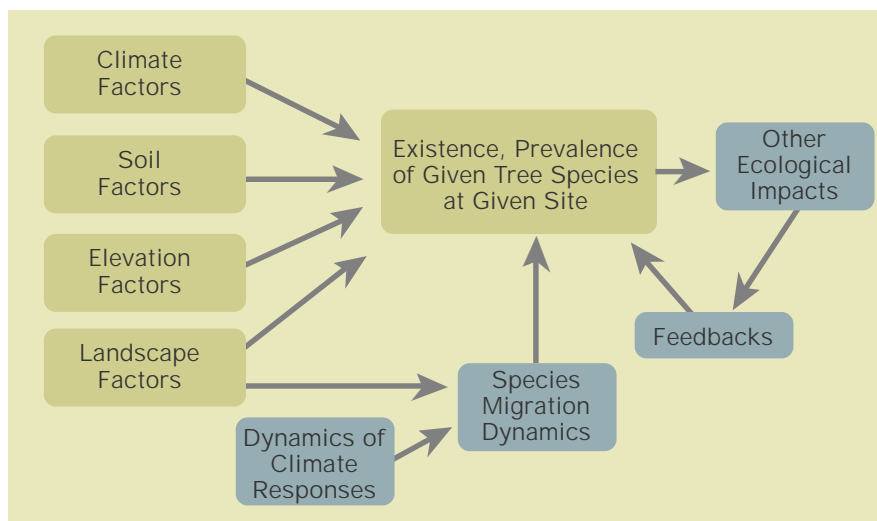 Climate
Factors
Soil
Factors
Elevation
Factors
Landscape
Factors
Existence, Prevalence
of Given Tree Species
at Given Site
Other
Ecological
Impacts
Feedbacks
Species
Migration
Dynamics
Dynamics of
Climate
Responses